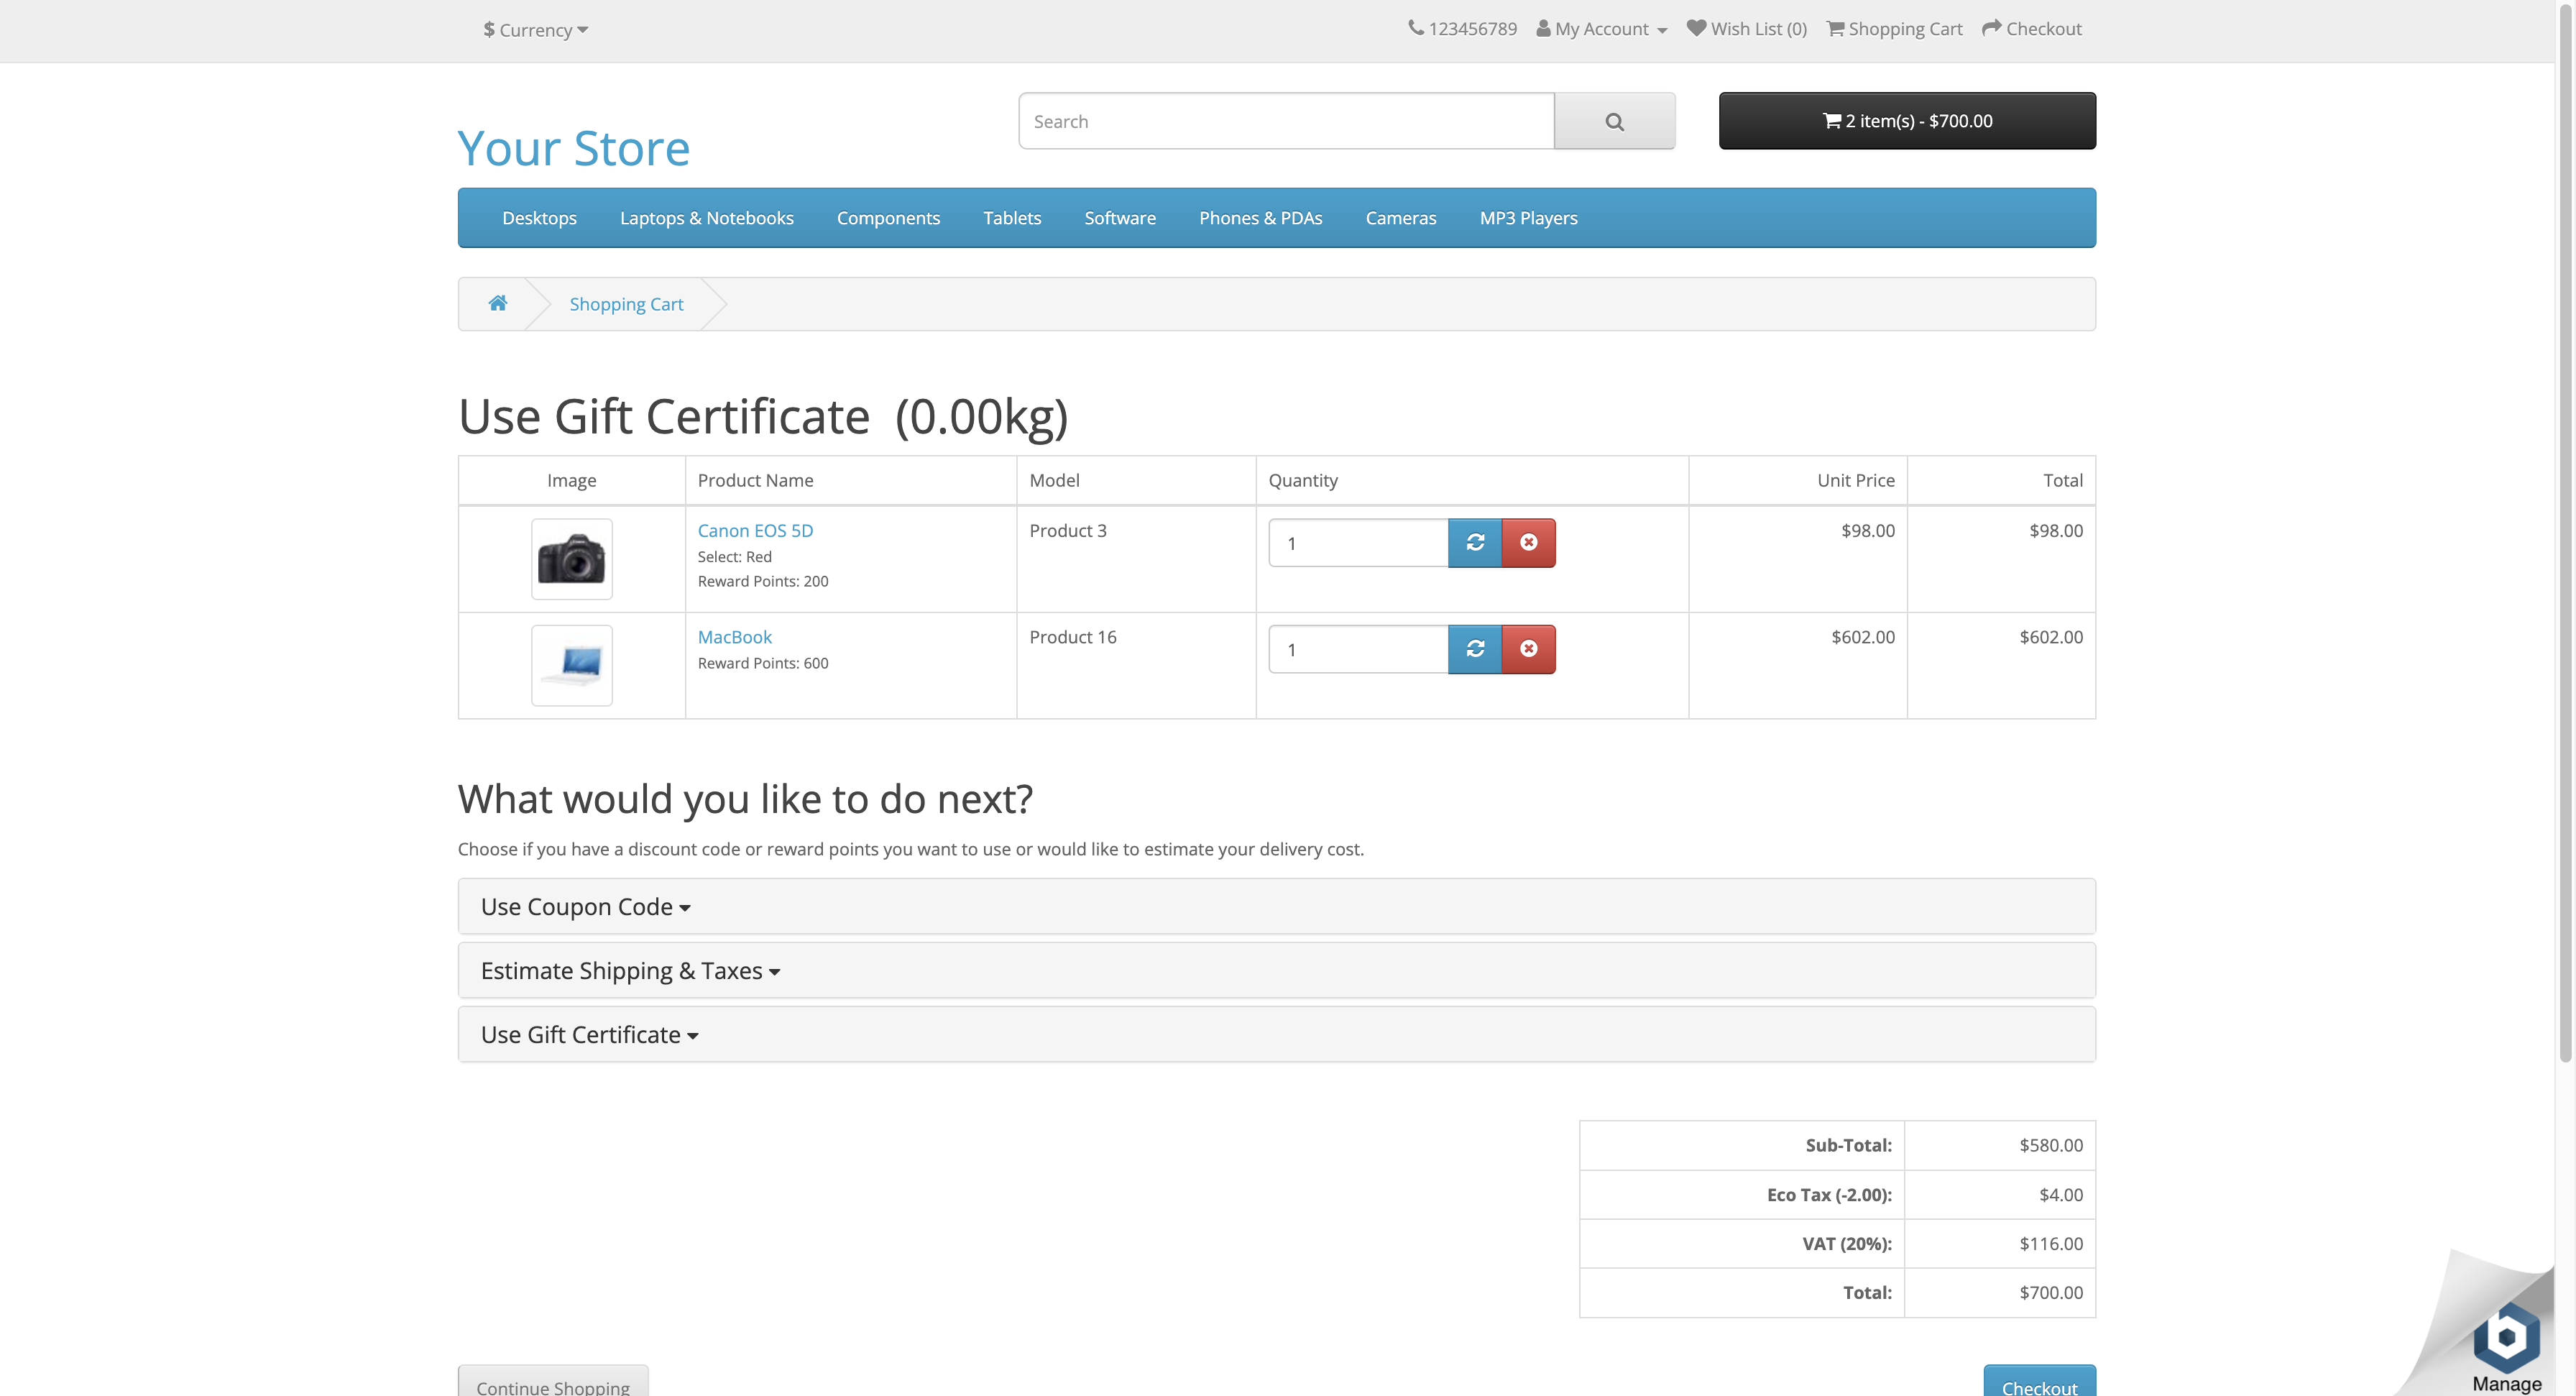 $ Currency
123456789 My Account Wish List (0) Shopping Cart Checkout
Your Store
Search
2 item(s) - $700.00
Desktops Laptops & Notebooks Components Tablets Software Phones & PDAs Cameras MP3 Players
Shopping Cart
Use Gift Certificate (0.00kg)
Image Product Name Model Quantity Unit Price Total
Canon EOS 5D Product 3 1 $98.00 $98.00
Select: Red
Reward Points: 200
MacBook Product 16 1 $602.00 $602.00
Reward Points: 600
What would you like to do next?
Choose if you have a discount code or reward points you want to use or would like to estimate your delivery cost.
Use Coupon Code
Estimate Shipping & Taxes
Use Gift Certificate
Sub-Total: $580.00
Eco Tax (-2.00): $4.00
VAT (20%): $116.00
Total: $700.00
Continue Shopping
Checkout
b
Manage